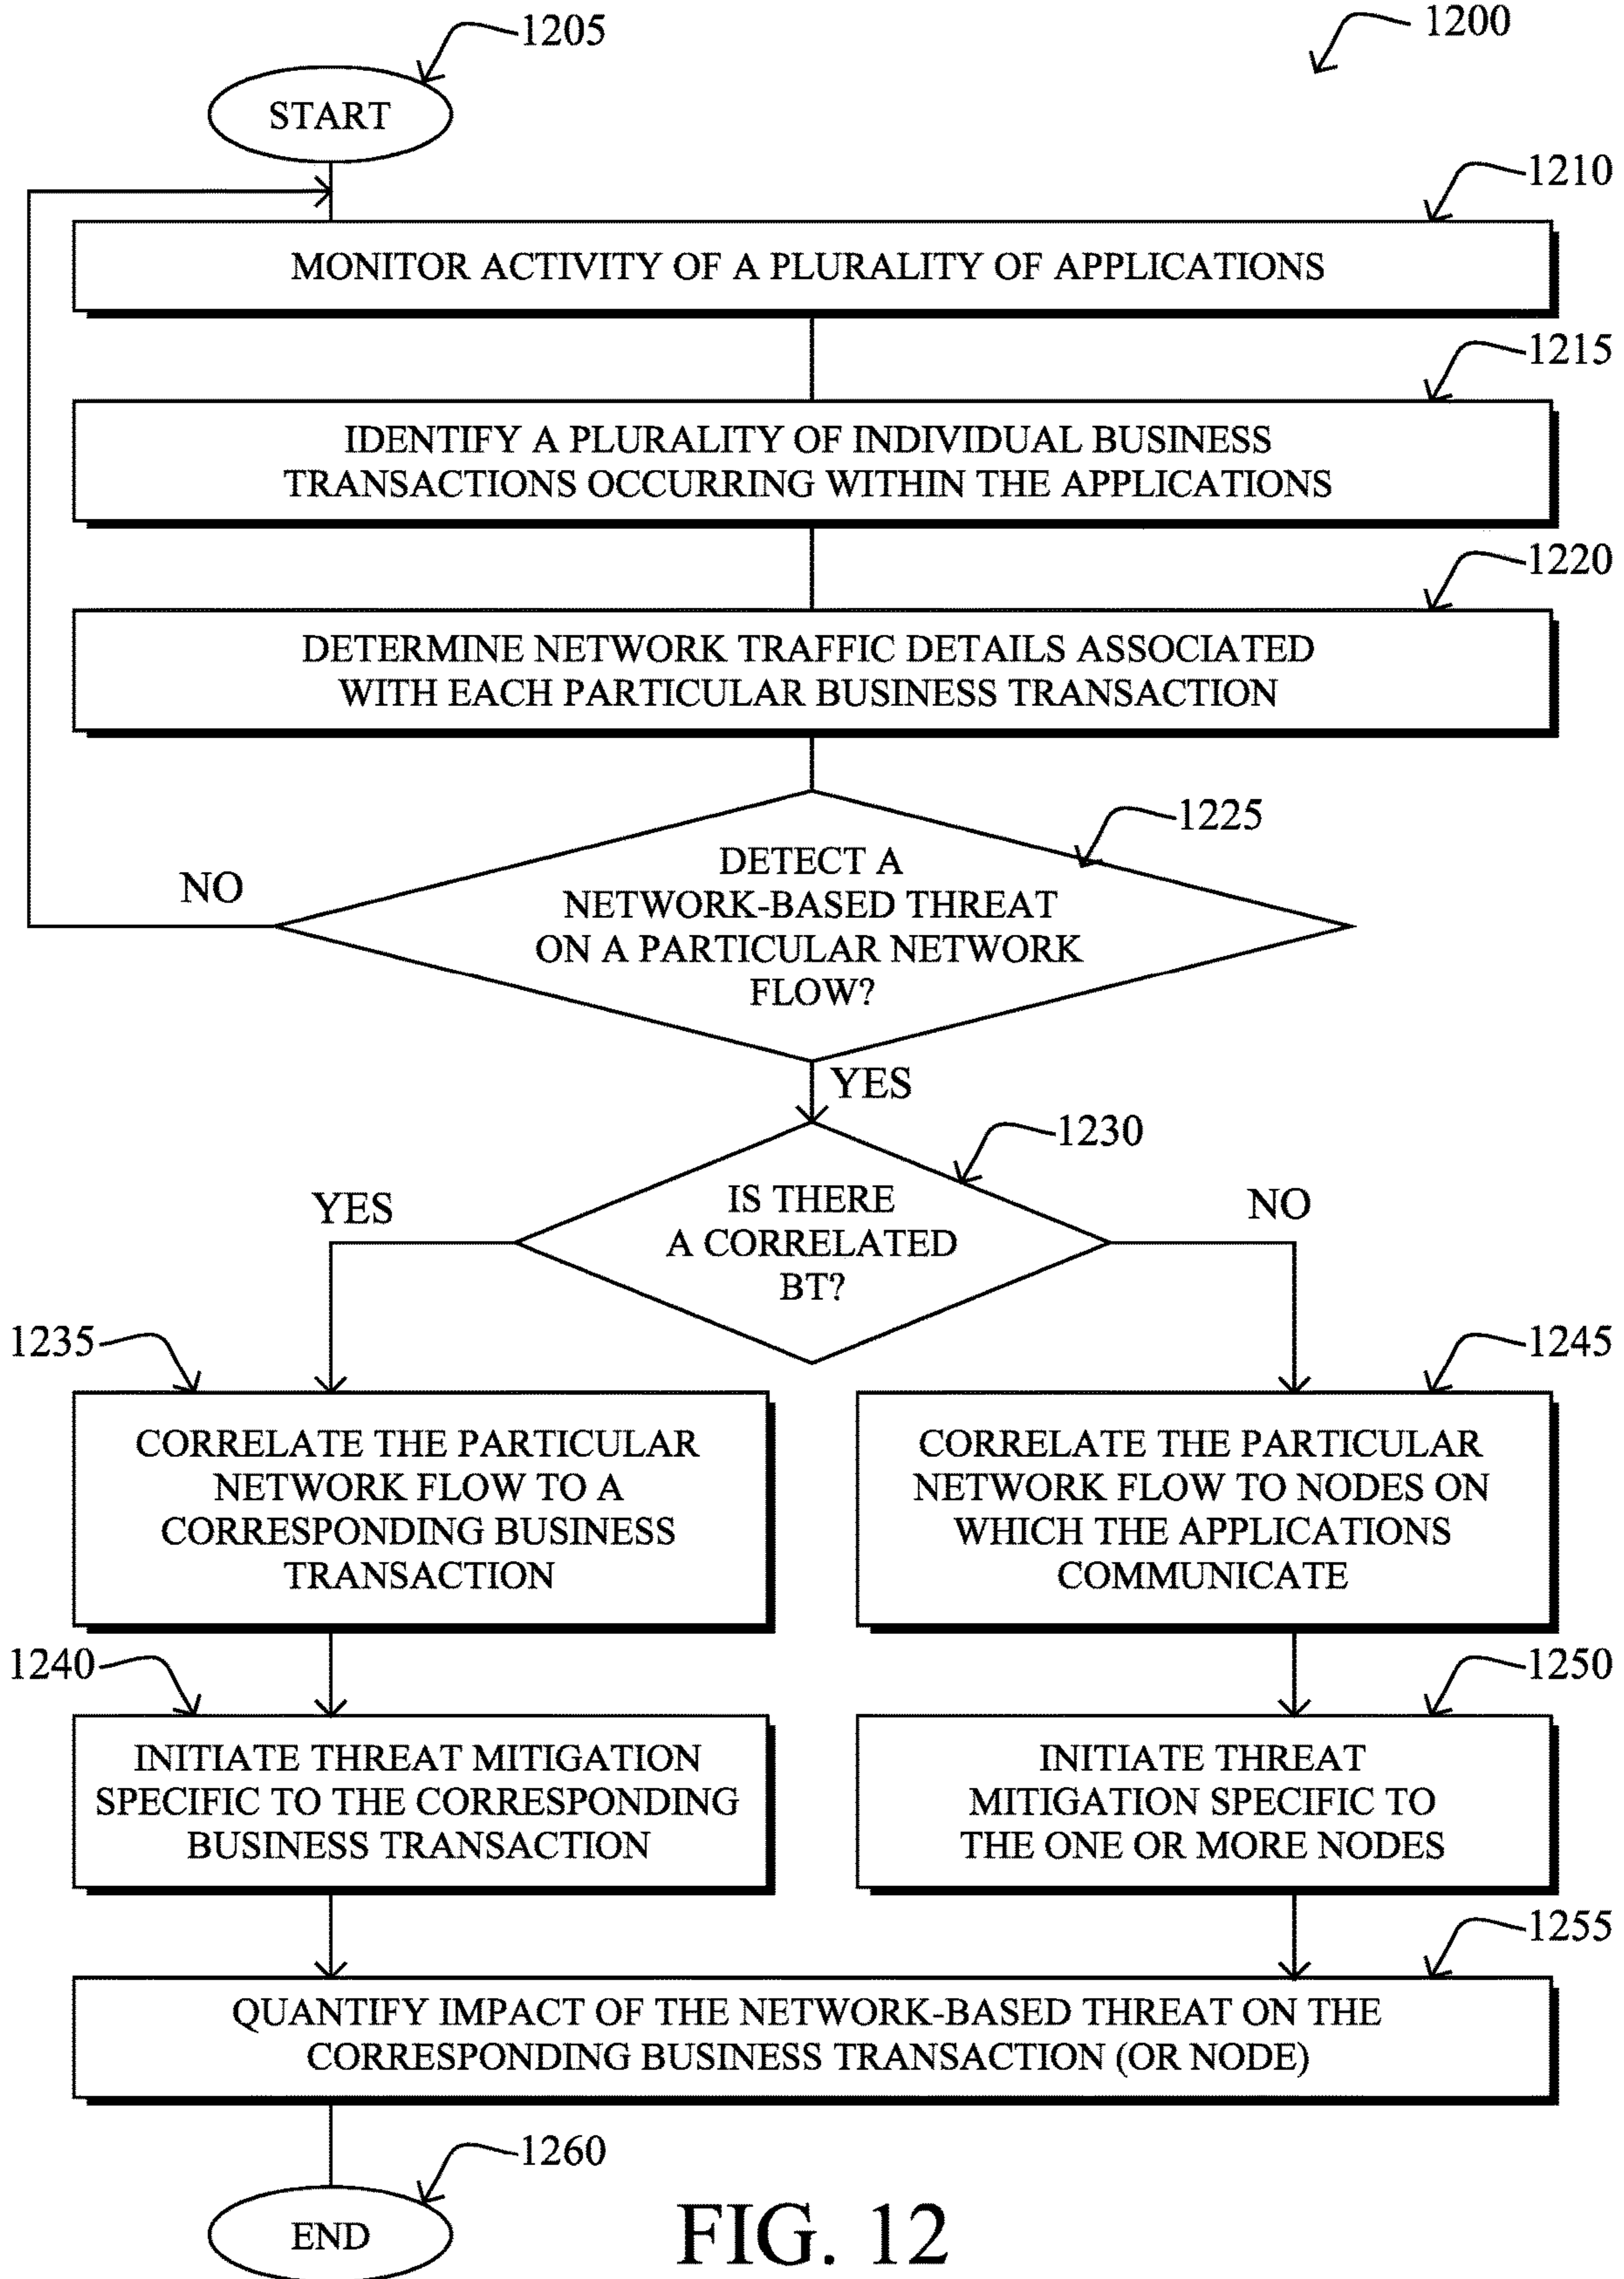 1205
1200
START
1210
MONITOR ACTIVITY OF A PLURALITY OF APPLICATIONS
1215
IDENTIFY A PLURALITY OF INDIVIDUAL BUSINESS
TRANSACTIONS OCCURRING WITHIN THE APPLICATIONS
1220
DETERMINE NETWORK TRAFFIC DETAILS ASSOCIATED
WITH EACH PARTICULAR BUSINESS TRANSACTION
1225
DETECT A
NETWORK-BASED THREAT
ON A PARTICULAR NETWORK
FLOW?
NO
YES
1230
IS THERE
A CORRELATED
BT?
YES
NO
1235
CORRELATE THE PARTICULAR
NETWORK FLOW TO A
CORRESPONDING BUSINESS
TRANSACTION
1245
CORRELATE THE PARTICULAR
NETWORK FLOW TO NODES ON
WHICH THE APPLICATIONS
COMMUNICATE
1240
INITIATE THREAT MITIGATION
SPECIFIC TO THE CORRESPONDING
BUSINESS TRANSACTION
1250
INITIATE THREAT
MITIGATION SPECIFIC TO
THE ONE OR MORE NODES
1255
QUANTIFY IMPACT OF THE NETWORK-BASED THREAT ON THE
CORRESPONDING BUSINESS TRANSACTION (OR NODE)
1260
END
FIG. 12